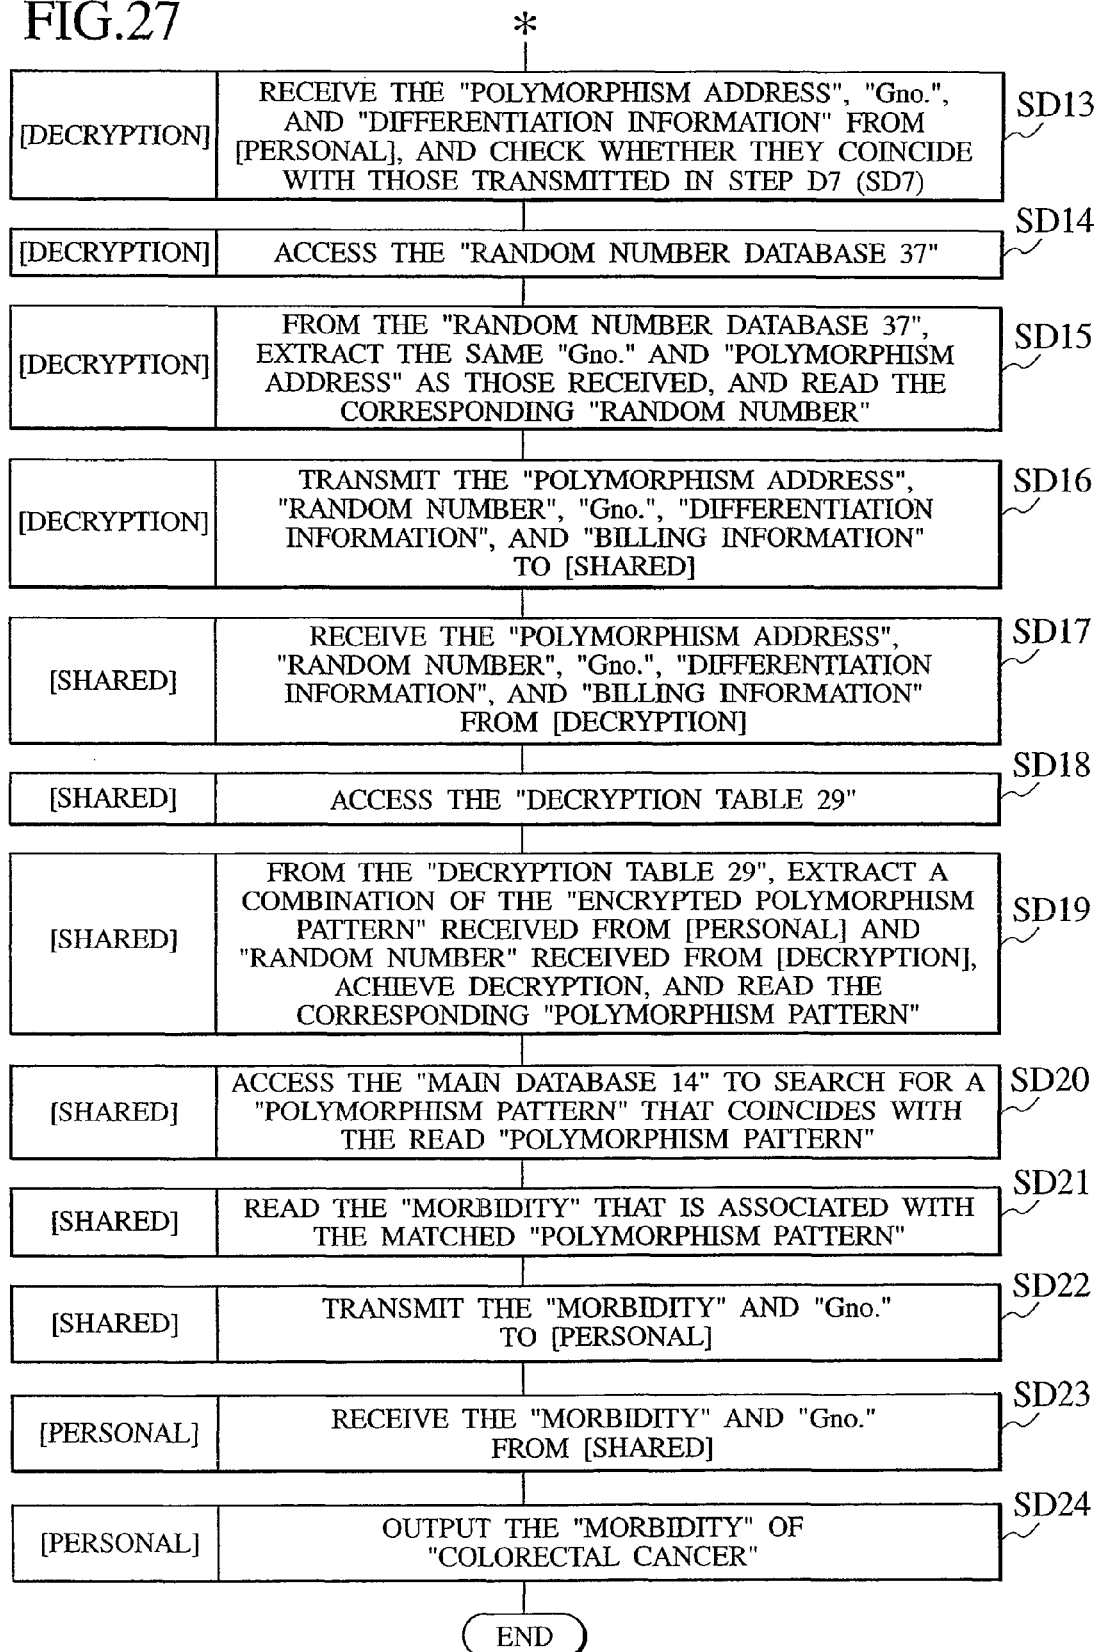 FIG.27
*
[DECRYPTION]
RECEIVE THE "POLYMORPHISM ADDRESS", "Gno.",
AND "DIFFERENTIATION INFORMATION" FROM
[PERSONAL], AND CHECK WHETHER THEY COINCIDE
WITH THOSE TRANSMITTED IN STEP D7 (SD7)
SD13
[DECRYPTION]
ACCESS THE "RANDOM NUMBER DATABASE 37"
SD14
[DECRYPTION]
FROM THE "RANDOM NUMBER DATABASE 37",
EXTRACT THE SAME "Gno." AND "POLYMORPHISM
ADDRESS" AS THOSE RECEIVED, AND READ THE
CORRESPONDING "RANDOM NUMBER"
SD15
[DECRYPTION]
TRANSMIT THE "POLYMORPHISM ADDRESS",
"RANDOM NUMBER", "Gno.", "DIFFERENTIATION
INFORMATION", AND "BILLING INFORMATION"
TO [SHARED]
SD16
[SHARED]
RECEIVE THE "POLYMORPHISM ADDRESS",
"RANDOM NUMBER", "Gno.", "DIFFERENTIATION
INFORMATION", AND "BILLING INFORMATION"
FROM [DECRYPTION]
SD17
[SHARED]
ACCESS THE "DECRYPTION TABLE 29"
SD18
[SHARED]
FROM THE "DECRYPTION TABLE 29", EXTRACT A
COMBINATION OF THE "ENCRYPTED POLYMORPHISM
PATTERN" RECEIVED FROM [PERSONAL] AND
"RANDOM NUMBER" RECEIVED FROM [DECRYPTION],
ACHIEVE DECRYPTION, AND READ THE
CORRESPONDING "POLYMORPHISM PATTERN"
SD19
[SHARED]
ACCESS THE "MAIN DATABASE 14" TO SEARCH FOR A
"POLYMORPHISM PATTERN" THAT COINCIDES WITH
THE READ "POLYMORPHISM PATTERN"
SD20
[SHARED]
READ THE "MORBIDITY" THAT IS ASSOCIATED WITH
THE MATCHED "POLYMORPHISM PATTERN"
SD21
[SHARED]
TRANSMIT THE "MORBIDITY" AND "Gno."
TO [PERSONAL]
SD22
[PERSONAL]
RECEIVE THE "MORBIDITY" AND "Gno."
FROM [SHARED]
SD23
[PERSONAL]
OUTPUT THE "MORBIDITY" OF
"COLORECTAL CANCER"
SD24
END